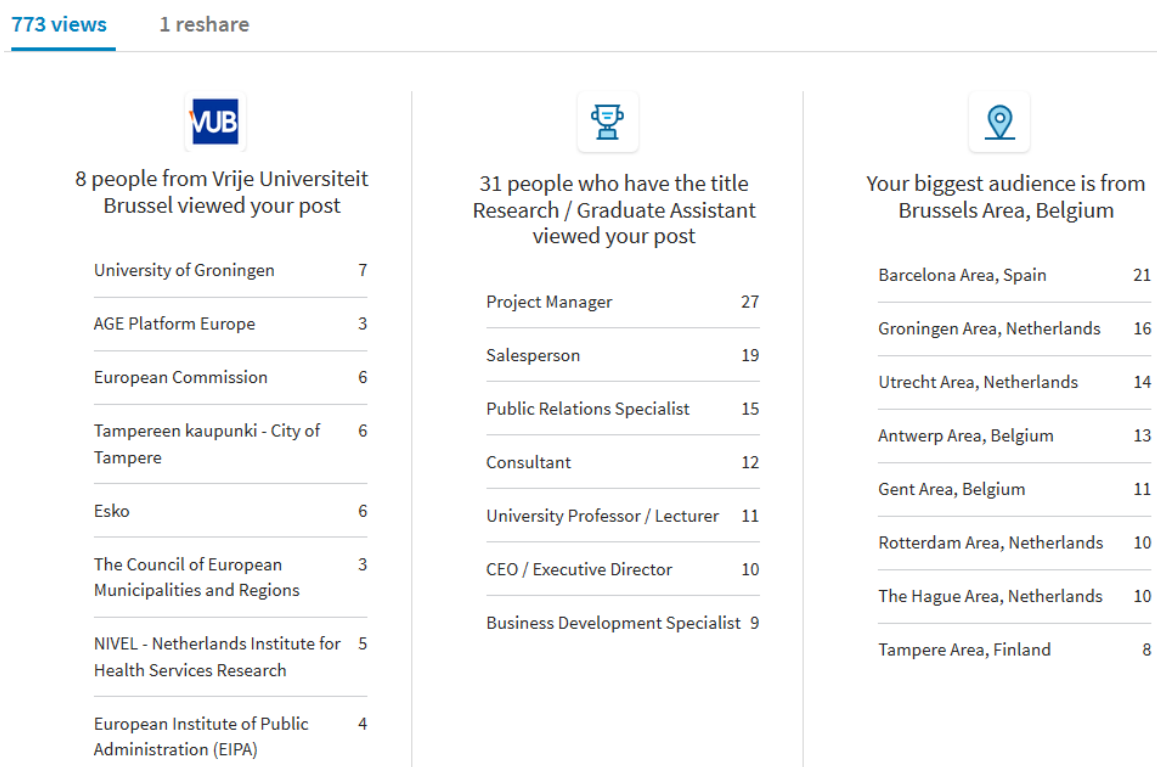 773 views 1 reshare
VUB
8 people from Vrije Universiteit
Brussel viewed your post
University of Groningen 7
AGE Platform Europe 3
European Commission 6
Tampereen kaupunki - City of 6
Tampere
Esko 6
The Council of European 3
Municipalities and Regions
NIVEL - Netherlands Institute for 5
Health Services Research
European Institute of Public 4
Administration (EIPA)
31 people who have the title
Research / Graduate Assistant
viewed your post
Project Manager 27
Salesperson 19
Public Relations Specialist 15
Consultant 12
University Professor / Lecturer 11
CEO / Executive Director 10
Business Development Specialist 9
Your biggest audience is from
Brussels Area, Belgium
Barcelona Area, Spain 21
Groningen Area, Netherlands 16
Utrecht Area, Netherlands 14
Antwerp Area, Belgium 13
Gent Area, Belgium 11
Rotterdam Area, Netherlands 10
The Hague Area, Netherlands 10
Tampere Area, Finland 8